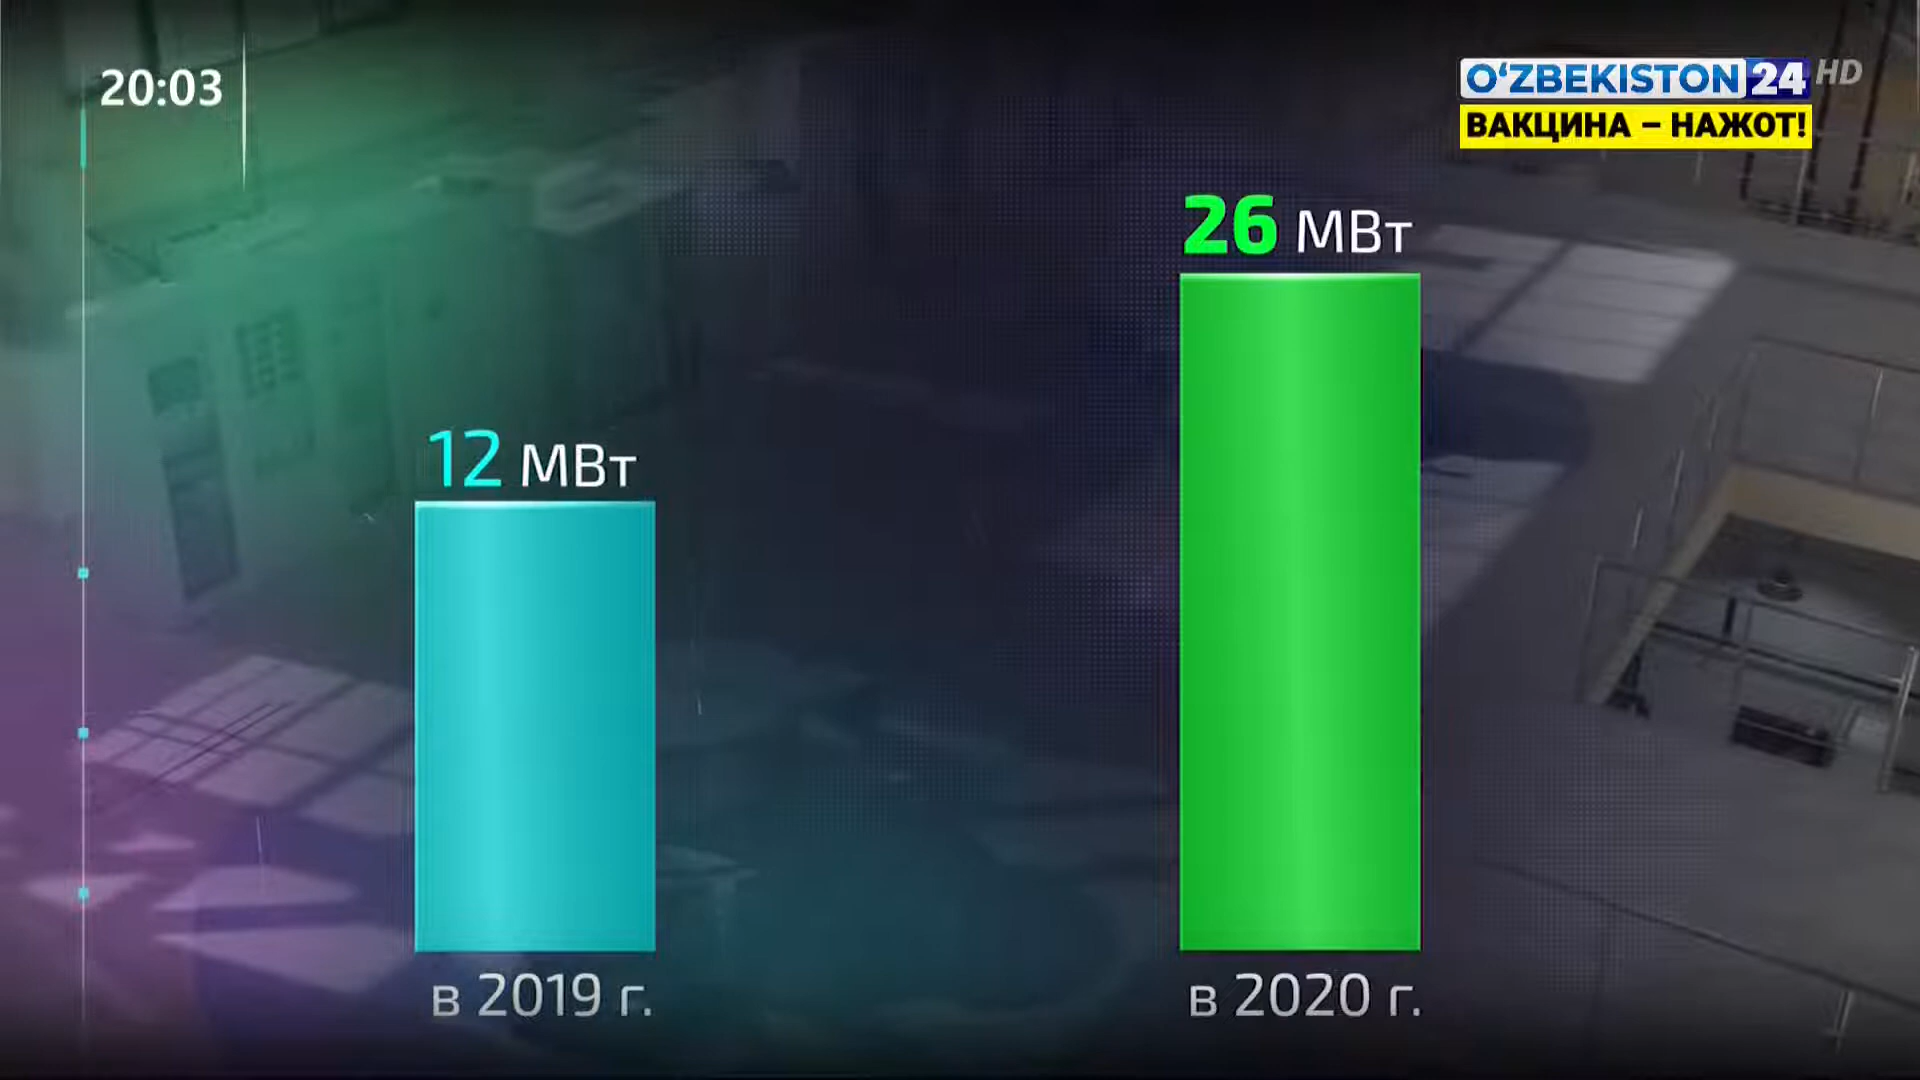 20:03
O‘ZBEKISTON 24 HD
ВАКЦИНА – НАЖОТ!
26 МВт
12 МВт
в 2019 г.
в 2020 г.